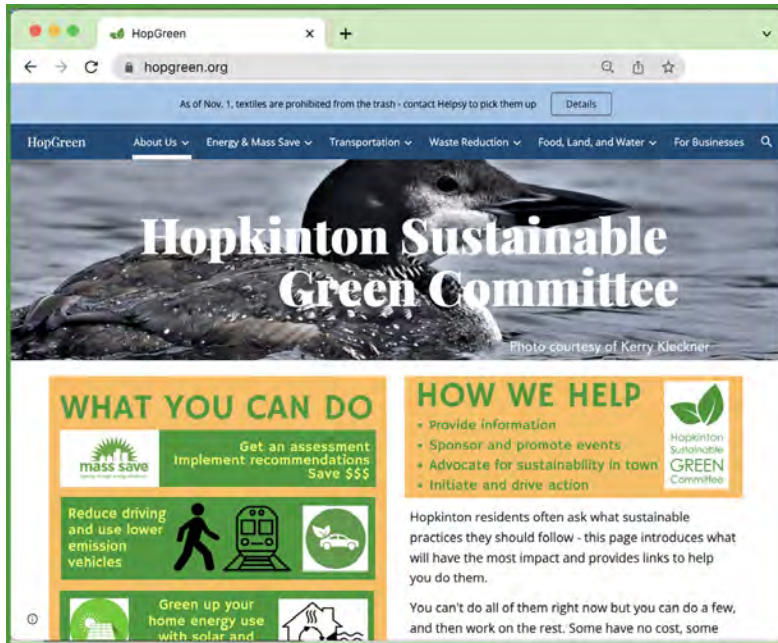 HopGreen
hopgreen.org
As of Nov. 1, textiles are prohibited from the trash - contact Helpsy to pick them up
Details
HopGreen
About Us
Energy & Mass Save
Transportation
Waste Reduction
Food, Land, and Water
For Businesses
Hopkinton Sustainable
Green Committee
Photo courtesy of Kerry Kleckner
WHAT YOU CAN DO
mass save
Get an assessment
Implement recommendations
Save $$$
Reduce driving
and use lower
emission
vehicles
Green up your
home energy use
with solar and
HOW WE HELP
• Provide information
• Sponsor and promote events
• Advocate for sustainability in town
• Initiate and drive action
Hopkinton
Sustainable
GREEN
Committee
Hopkinton residents often ask what sustainable
practices they should follow - this page introduces what
will have the most impact and provides links to help
you do them.
You can't do all of them right now but you can do a few,
and then work on the rest. Some have no cost, some